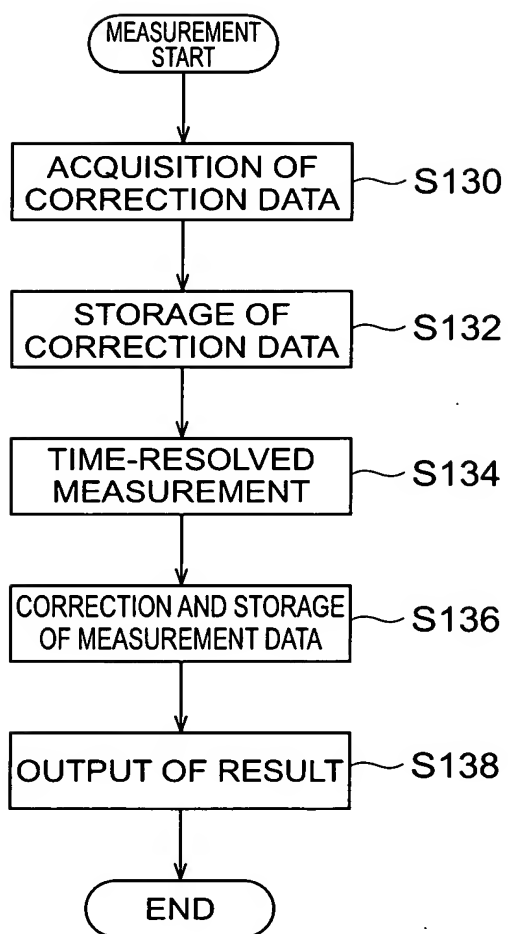 MEASUREMENT
START
ACQUISITION OF
CORRECTION DATA
S130
STORAGE OF
CORRECTION DATA
S132
TIME-RESOLVED
MEASUREMENT
S134
CORRECTION AND STORAGE
OF MEASUREMENT DATA
S136
OUTPUT OF RESULT
S138
END